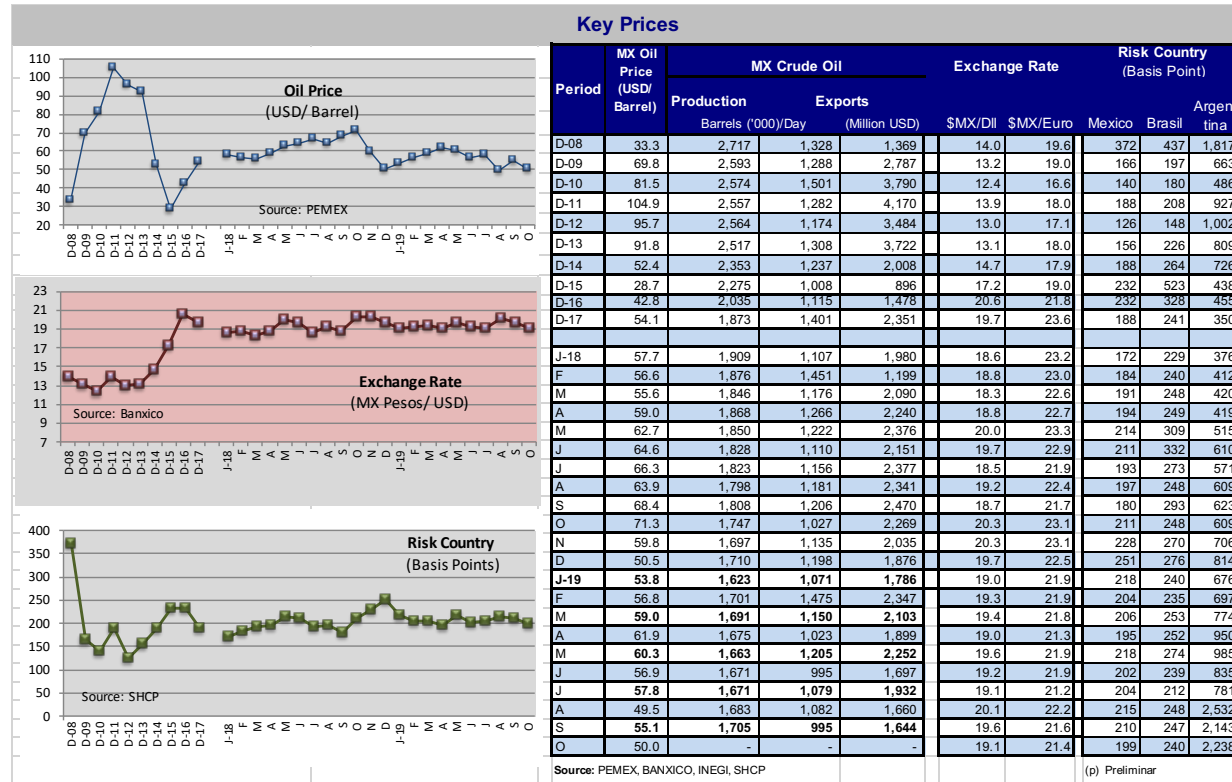 Key Prices
110
100
90
80
70
60
50
40
30
20
Oil Price
(USD/ Barrel)
Source: PEMEX
D-08 D-09 D-10 D-11 D-12 D-13 D-14 D-15 D-16 D-17 J-18 F M A M J J A S O N D J-19 F M A M J J A S O
23
21
19
17
15
13
11
9
7
Exchange Rate
(MX Pesos/ USD)
Source: Banxico
D-08 D-09 D-10 D-11 D-12 D-13 D-14 D-15 D-16 D-17 J-18 F M A M J J A S O N D J-19 F M A M J J A S O
400
350
300
250
200
150
100
50
0
Risk Country
(Basis Points)
Source: SHCP
D-08 D-09 D-10 D-11 D-12 D-13 D-14 D-15 D-16 D-17 J-18 F M A M J J A S O N D J-19 F M A M J J A S O
Period
MX Oil
Price
(USD/
Barrel)
MX Crude Oil
Production Exports
Barrels ('000)/Day (Million USD)
Exchange Rate
$MX/Dll $MX/Euro
Risk Country
(Basis Point)
Mexico Brasil Argen
tina
D-08 33.3 2,717 1,328 1,369 14.0 19.6 372 437 1,817
D-09 69.8 2,593 1,288 2,787 13.2 19.0 166 197 663
D-10 81.5 2,574 1,501 3,790 12.4 16.6 140 180 486
D-11 104.9 2,557 1,282 4,170 13.9 18.0 188 208 927
D-12 95.7 2,564 1,174 3,484 13.0 17.1 126 148 1,002
D-13 91.8 2,517 1,308 3,722 13.1 18.0 156 226 809
D-14 52.4 2,353 1,237 2,008 14.7 17.9 188 264 726
D-15 28.7 2,275 1,008 896 17.2 19.0 232 523 438
D-16 42.8 2,035 1,115 1,478 20.6 21.8 232 328 455
D-17 54.1 1,873 1,401 2,351 19.7 23.6 188 241 350
J-18 57.7 1,909 1,107 1,980 18.6 23.2 172 229 376
F 56.6 1,876 1,451 1,199 18.8 23.0 184 240 412
M 55.6 1,846 1,176 2,090 18.3 22.6 191 248 420
A 59.0 1,868 1,266 2,240 18.8 22.7 194 249 419
M 62.7 1,850 1,222 2,376 20.0 23.3 214 309 515
J 64.6 1,828 1,110 2,151 19.7 22.9 211 332 610
J 66.3 1,823 1,156 2,377 18.5 21.9 193 273 571
A 63.9 1,798 1,181 2,341 19.2 22.4 197 248 609
S 68.4 1,808 1,206 2,470 18.7 21.7 180 293 623
O 71.3 1,747 1,027 2,269 20.3 23.1 211 248 609
N 59.8 1,697 1,135 2,035 20.3 23.1 228 270 706
D 50.5 1,710 1,198 1,876 19.7 22.5 251 276 814
J-19 53.8 1,623 1,071 1,786 19.0 21.9 218 240 676
F 56.8 1,701 1,475 2,347 19.3 21.9 204 235 697
M 59.0 1,691 1,150 2,103 19.4 21.8 206 253 774
A 61.9 1,675 1,023 1,899 19.0 21.3 195 252 950
M 60.3 1,663 1,205 2,252 19.6 21.9 218 274 985
J 56.9 1,671 995 1,697 19.2 21.9 202 239 835
J 57.8 1,671 1,079 1,932 19.1 21.2 204 212 781
A 49.5 1,683 1,082 1,660 20.1 22.2 215 248 2,532
S 55.1 1,705 995 1,644 19.6 21.6 210 247 2,143
O 50.0 - - - 19.1 21.4 199 240 2,238
Source: PEMEX, BANXICO, INEGI, SHCP (p) Preliminar